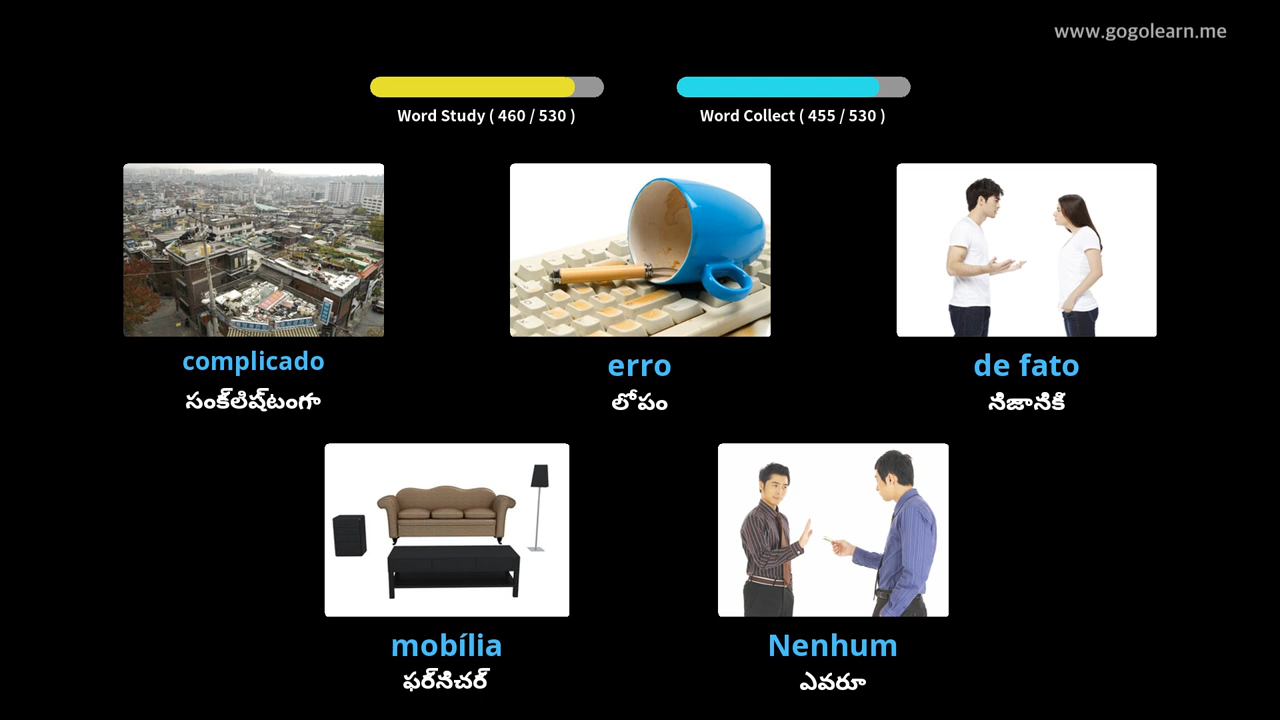 www.gogolearn.me
Word Study ( 460 / 530 )
Word Collect ( 455 / 530 )
complicado
సంక్లిష్టంగా
erro
లోపం
de fato
నిజానికి
mobília
ఫర్నిచర్
Nenhum
ఎవరూ